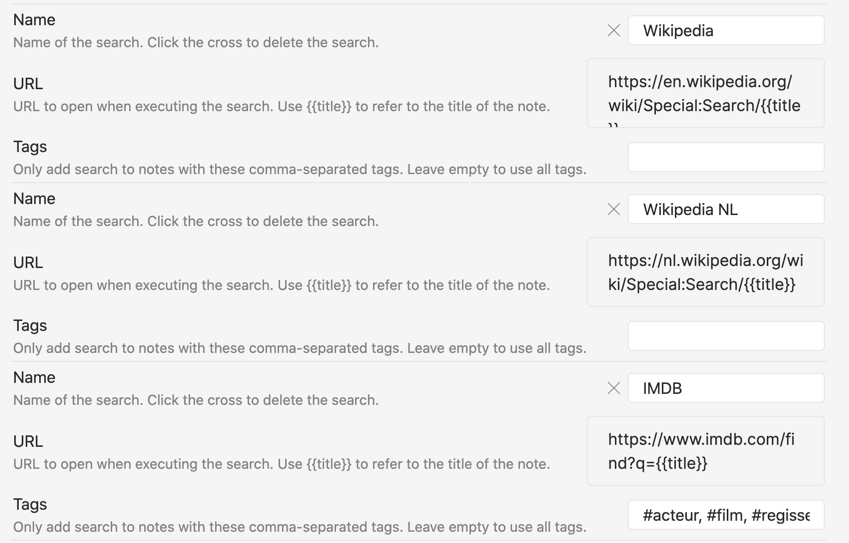 Name
Name of the search. Click the cross to delete the search.
Wikipedia
URL
URL to open when executing the search. Use {{title}} to refer to the title of the note.
https://en.wikipedia.org/
wiki/Special:Search/{{title
}}
Tags
Only add search to notes with these comma-separated tags. Leave empty to use all tags.
Name
Name of the search. Click the cross to delete the search.
Wikipedia NL
URL
URL to open when executing the search. Use {{title}} to refer to the title of the note.
https://nl.wikipedia.org/wi
ki/Special:Search/{{title}}
Tags
Only add search to notes with these comma-separated tags. Leave empty to use all tags.
Name
Name of the search. Click the cross to delete the search.
IMDB
URL
URL to open when executing the search. Use {{title}} to refer to the title of the note.
https://www.imdb.com/fi
nd?q={{title}}
Tags
Only add search to notes with these comma-separated tags. Leave empty to use all tags.
#acteur, #film, #regisse